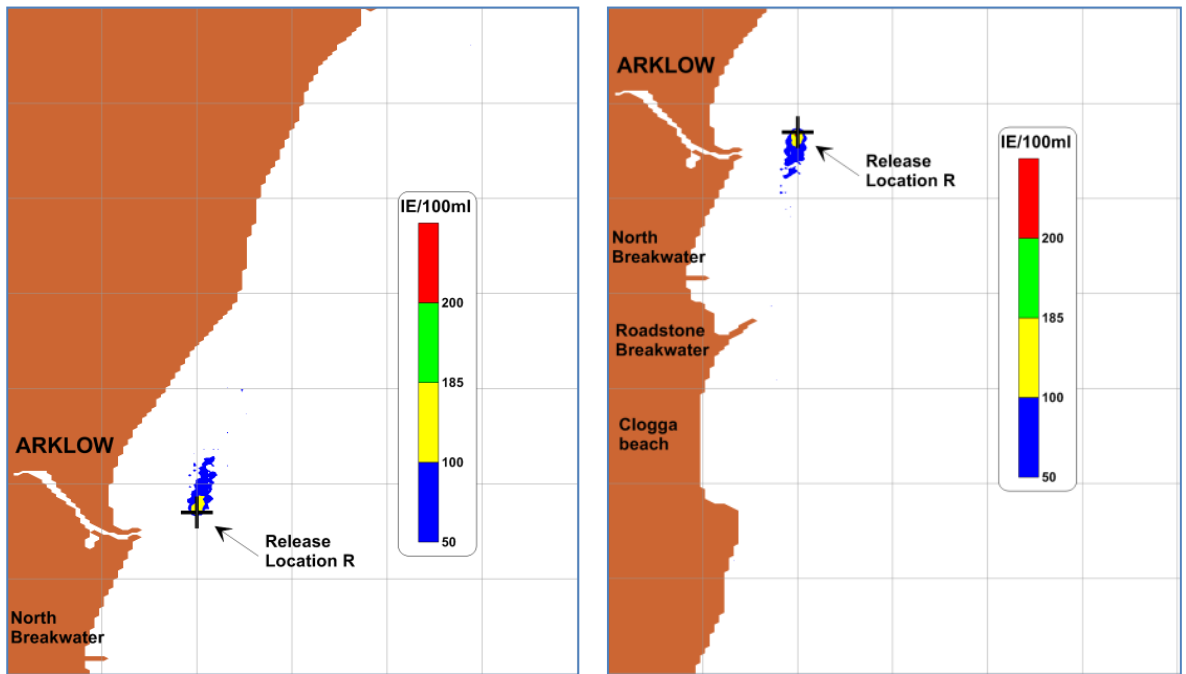 IE/100ml
200
185
ARKLOW
100
50
Release
Location R
North
Breakwater
ARKLOW
IE/100ml
Release
Location R
200
North
Breakwater
185
Roadstone
Breakwater
100
Clogga
beach
50